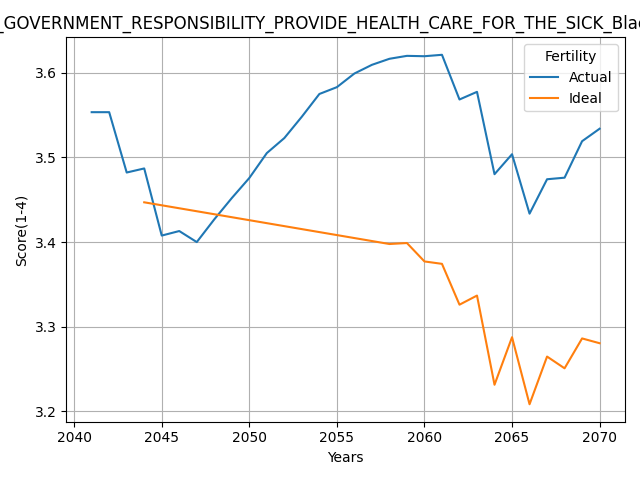 _GOVERNMENT_RESPONSIBILITY_PROVIDE_HEALTH_CARE_FOR_THE_SICK_Blac
Fertility
Actual
Ideal
3.6
3.5
3.4
3.3
3.2
Score(1-4)
2040 2045 2050 2055 2060 2065 2070
Years